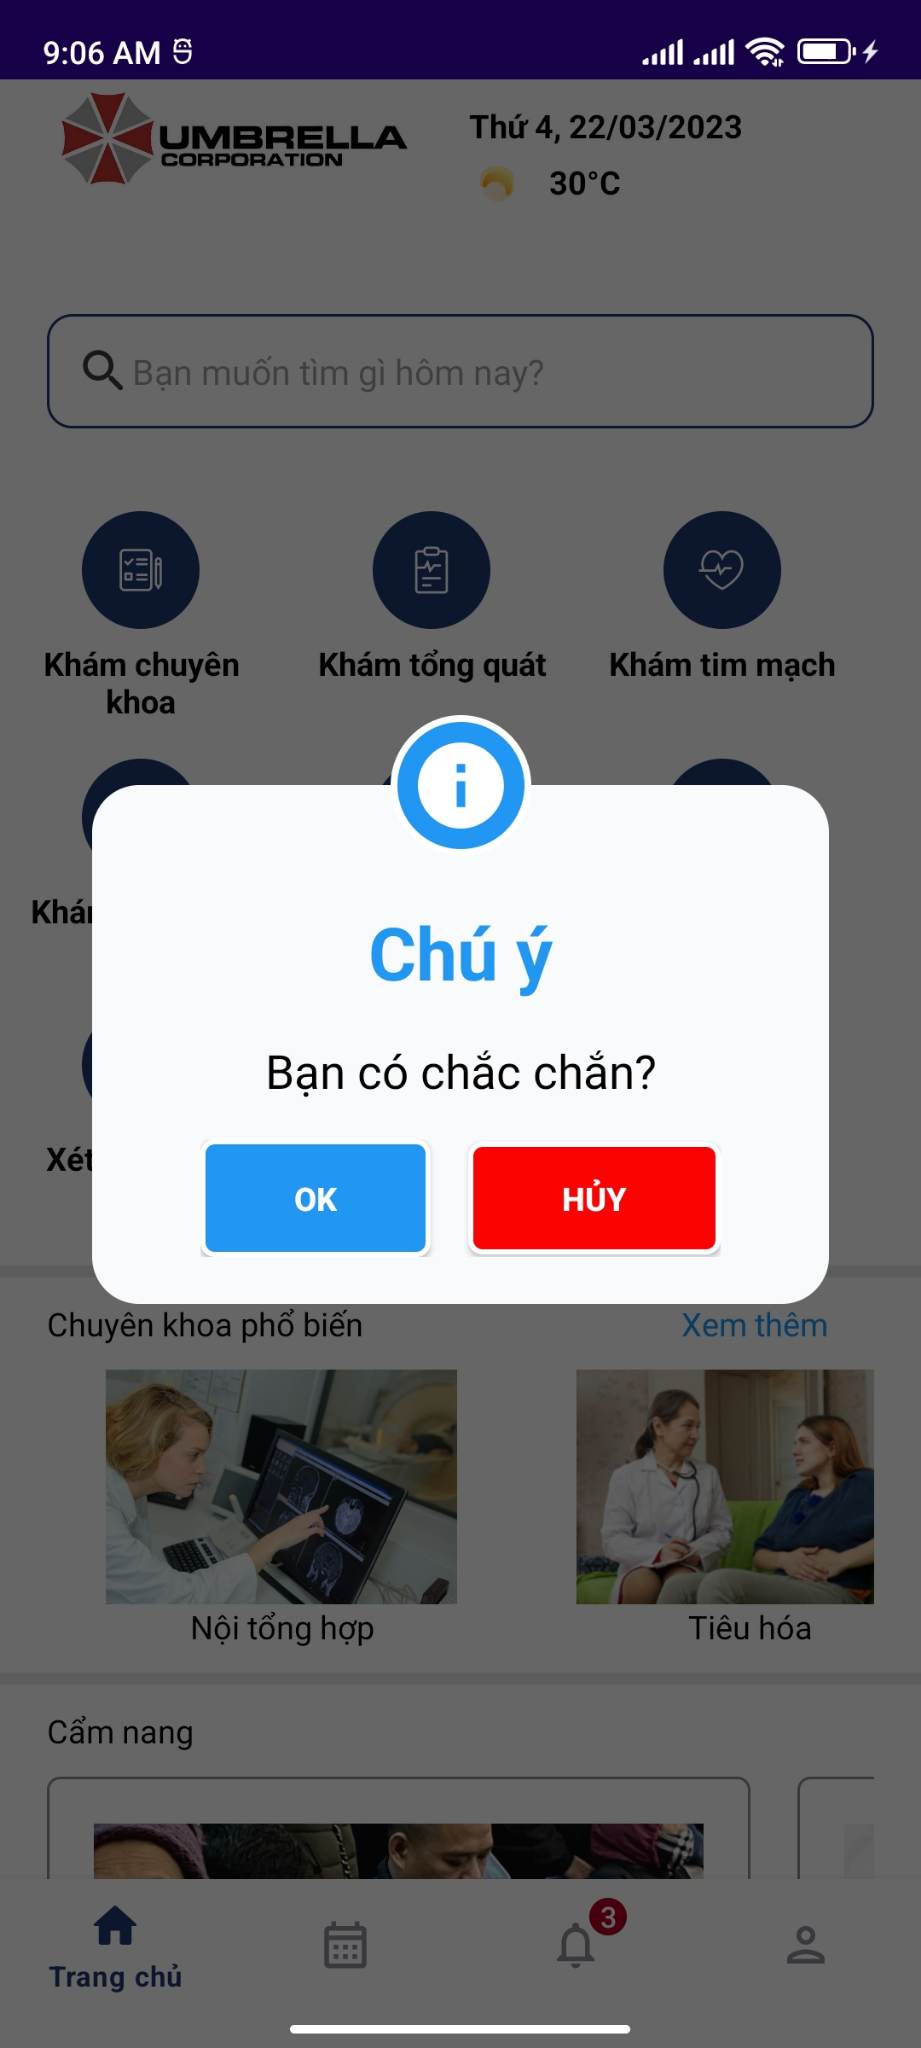 9:06 AM
UMBRELLA
CORPORATION
Thứ 4, 22/03/2023
30°C
Bạn muốn tìm gì hôm nay?
Khám chuyên
khoa
Khám tổng quát
Khám tim mạch
Chú ý
Bạn có chắc chắn?
OK
HỦY
Xét
Chuyên khoa phổ biến
Xem thêm
Nội tổng hợp
Tiêu hóa
Cẩm nang
3
Trang chủ